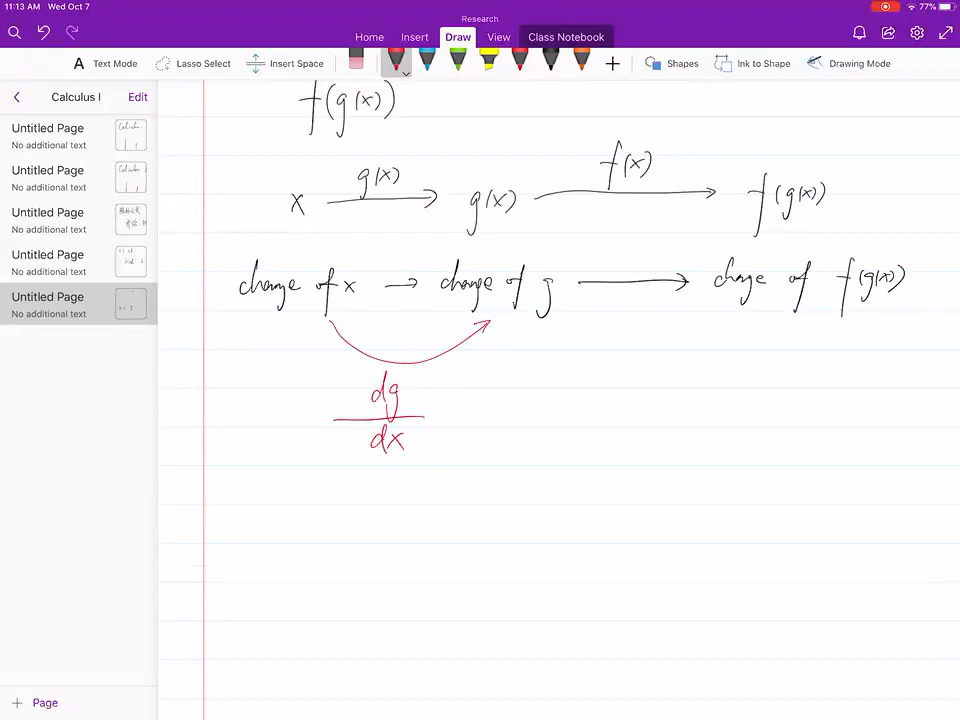 11:13 AM Wed Oct 7
77%
Research
Home Insert Draw View Class Notebook
Text Mode Lasso Select Insert Space Shapes Ink to Shape Drawing Mode
Calculus I Edit
Untitled Page
No additional text
Untitled Page
No additional text
Untitled Page
No additional text
Untitled Page
No additional text
Untitled Page
No additional text
Page
f(g(x))
x g(x) → g(x) f(x) → f(g(x))
change of x → change of g → change of f(g(x))
dg
dx